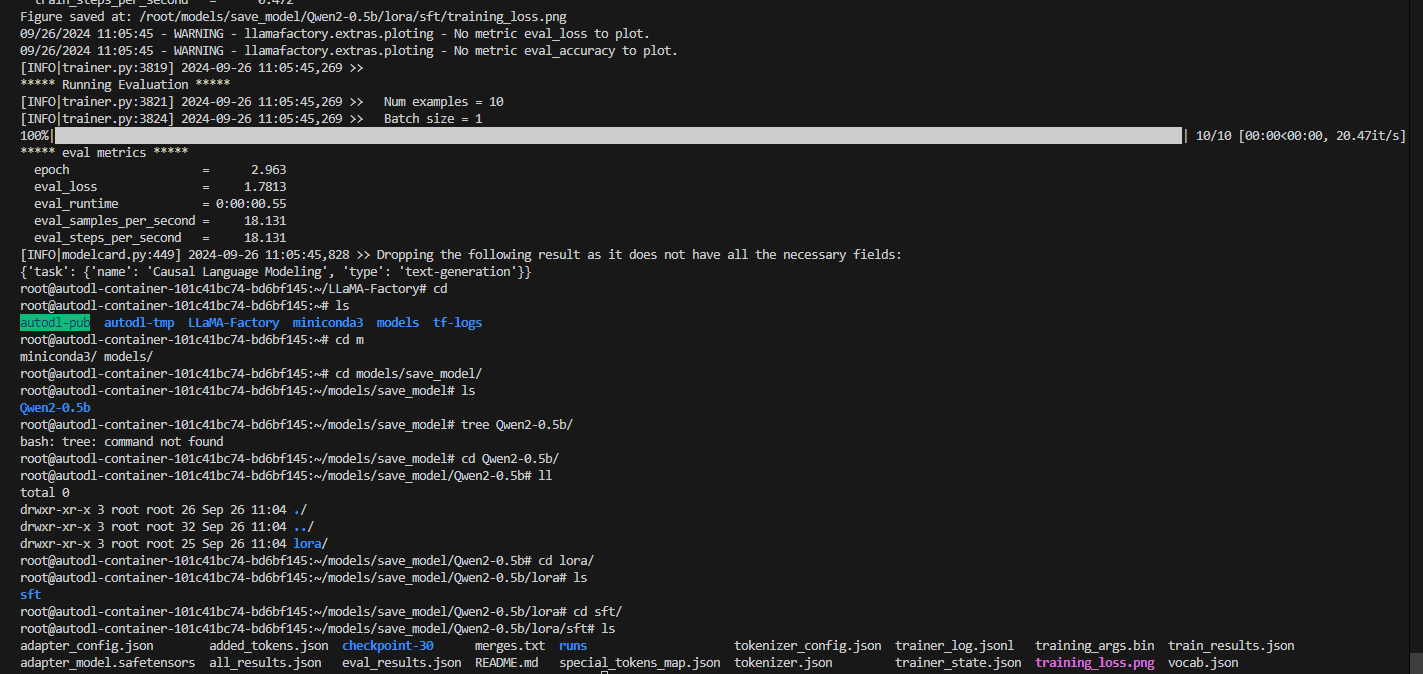 train_steps_per_second   =      0.472
Figure saved at: /root/models/save_model/Qwen2-0.5b/lora/sft/training_loss.png
09/26/2024 11:05:45 - WARNING - llamafactory.extras.ploting - No metric eval_loss to plot.
09/26/2024 11:05:45 - WARNING - llamafactory.extras.ploting - No metric eval_accuracy to plot.
[INFO|trainer.py:3819] 2024-09-26 11:05:45,269 >>
***** Running Evaluation *****
[INFO|trainer.py:3821] 2024-09-26 11:05:45,269 >>   Num examples = 10
[INFO|trainer.py:3824] 2024-09-26 11:05:45,269 >>   Batch size = 1
100%| | 10/10 [00:00<00:00, 20.47it/s]
***** eval metrics *****
  epoch                   =      2.963
  eval_loss               =     1.7813
  eval_runtime            = 0:00:00.55
  eval_samples_per_second =     18.131
  eval_steps_per_second   =     18.131
[INFO|modelcard.py:449] 2024-09-26 11:05:45,828 >> Dropping the following result as it does not have all the necessary fields:
{'task': {'name': 'Causal Language Modeling', 'type': 'text-generation'}}
root@autodl-container-101c41bc74-bd6bf145:~/LLaMA-Factory# cd
root@autodl-container-101c41bc74-bd6bf145:~# ls
autodl-pub  autodl-tmp  LLaMA-Factory  miniconda3  models  tf-logs
root@autodl-container-101c41bc74-bd6bf145:~# cd m
miniconda3/ models/
root@autodl-container-101c41bc74-bd6bf145:~# cd models/save_model/
root@autodl-container-101c41bc74-bd6bf145:~/models/save_model# ls
Qwen2-0.5b
root@autodl-container-101c41bc74-bd6bf145:~/models/save_model# tree Qwen2-0.5b/
bash: tree: command not found
root@autodl-container-101c41bc74-bd6bf145:~/models/save_model# cd Qwen2-0.5b/
root@autodl-container-101c41bc74-bd6bf145:~/models/save_model/Qwen2-0.5b# ll
total 0
drwxr-xr-x 3 root root 26 Sep 26 11:04 ./
drwxr-xr-x 3 root root 32 Sep 26 11:04 ../
drwxr-xr-x 3 root root 25 Sep 26 11:04 lora/
root@autodl-container-101c41bc74-bd6bf145:~/models/save_model/Qwen2-0.5b# cd lora/
root@autodl-container-101c41bc74-bd6bf145:~/models/save_model/Qwen2-0.5b/lora# ls
sft
root@autodl-container-101c41bc74-bd6bf145:~/models/save_model/Qwen2-0.5b/lora# cd sft/
root@autodl-container-101c41bc74-bd6bf145:~/models/save_model/Qwen2-0.5b/lora/sft# ls
adapter_config.json        added_tokens.json  checkpoint-30      merges.txt  runs                     tokenizer_config.json  trainer_log.jsonl   training_args.bin  train_results.json
adapter_model.safetensors  all_results.json   eval_results.json  README.md   special_tokens_map.json  tokenizer.json         trainer_state.json  training_loss.png  vocab.json